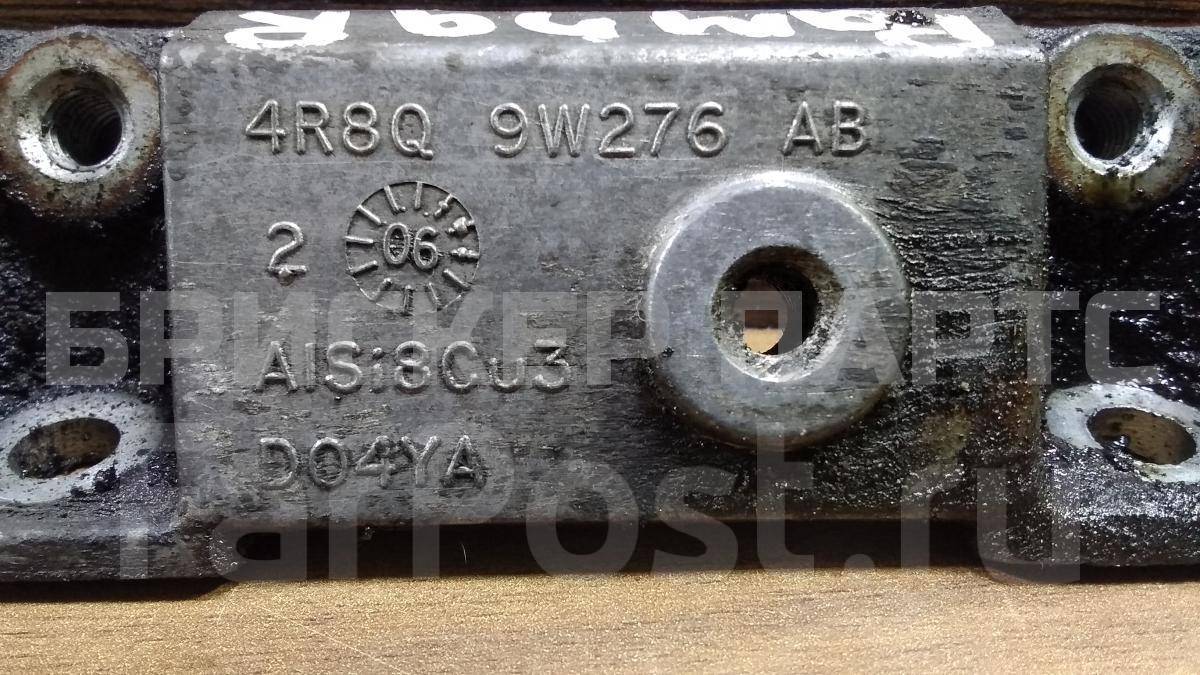 4R8Q 9W276 AB
2 06
AlSi8Cu3
D04YA
БРИСКЕР ПАРТС
FarPost.ru